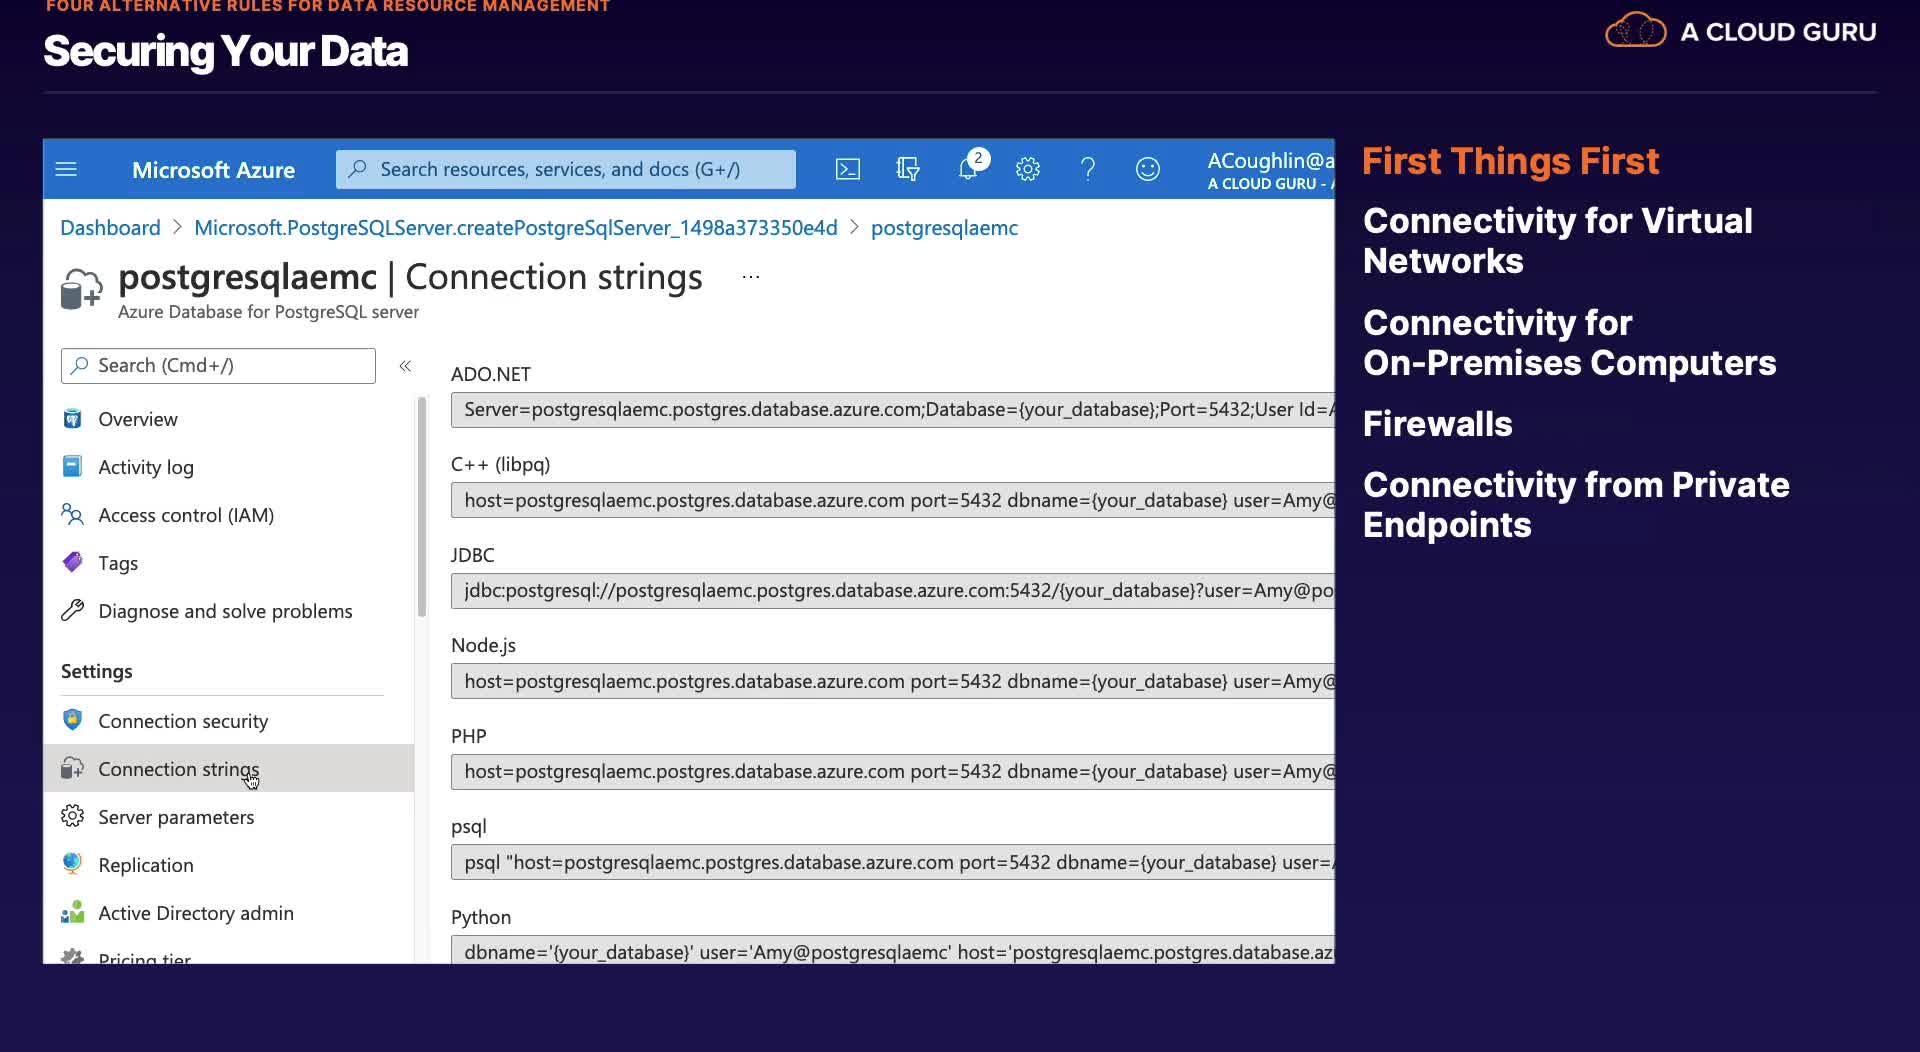 FOUR ALTERNATIVE RULES FOR DATA RESOURCE MANAGEMENT
Securing Your Data
A CLOUD GURU
Microsoft Azure
Search resources, services, and docs (G+/)
2
ACoughlin@a
A CLOUD GURU -
Dashboard > Microsoft.PostgreSQLServer.createPostgreSqlServer_1498a373350e4d > postgresqlaemc
postgresqlaemc | Connection strings ...
Azure Database for PostgreSQL server
Search (Cmd+/)
«
Overview
Activity log
Access control (IAM)
Tags
Diagnose and solve problems
Settings
Connection security
Connection strings
Server parameters
Replication
Active Directory admin
Pricing tier
ADO.NET
Server=postgresqlaemc.postgres.database.azure.com;Database={your_database};Port=5432;User Id=
C++ (libpq)
host=postgresqlaemc.postgres.database.azure.com port=5432 dbname={your_database} user=Amy@
JDBC
jdbc:postgresql://postgresqlaemc.postgres.database.azure.com:5432/{your_database}?user=Amy@po
Node.js
host=postgresqlaemc.postgres.database.azure.com port=5432 dbname={your_database} user=Amy@
PHP
host=postgresqlaemc.postgres.database.azure.com port=5432 dbname={your_database} user=Amy@
psql
psql "host=postgresqlaemc.postgres.database.azure.com port=5432 dbname={your_database} user=
Python
dbname='{your_database}' user='Amy@postgresqlaemc' host='postgresqlaemc.postgres.database.az
First Things First
Connectivity for Virtual
Networks
Connectivity for
On-Premises Computers
Firewalls
Connectivity from Private
Endpoints